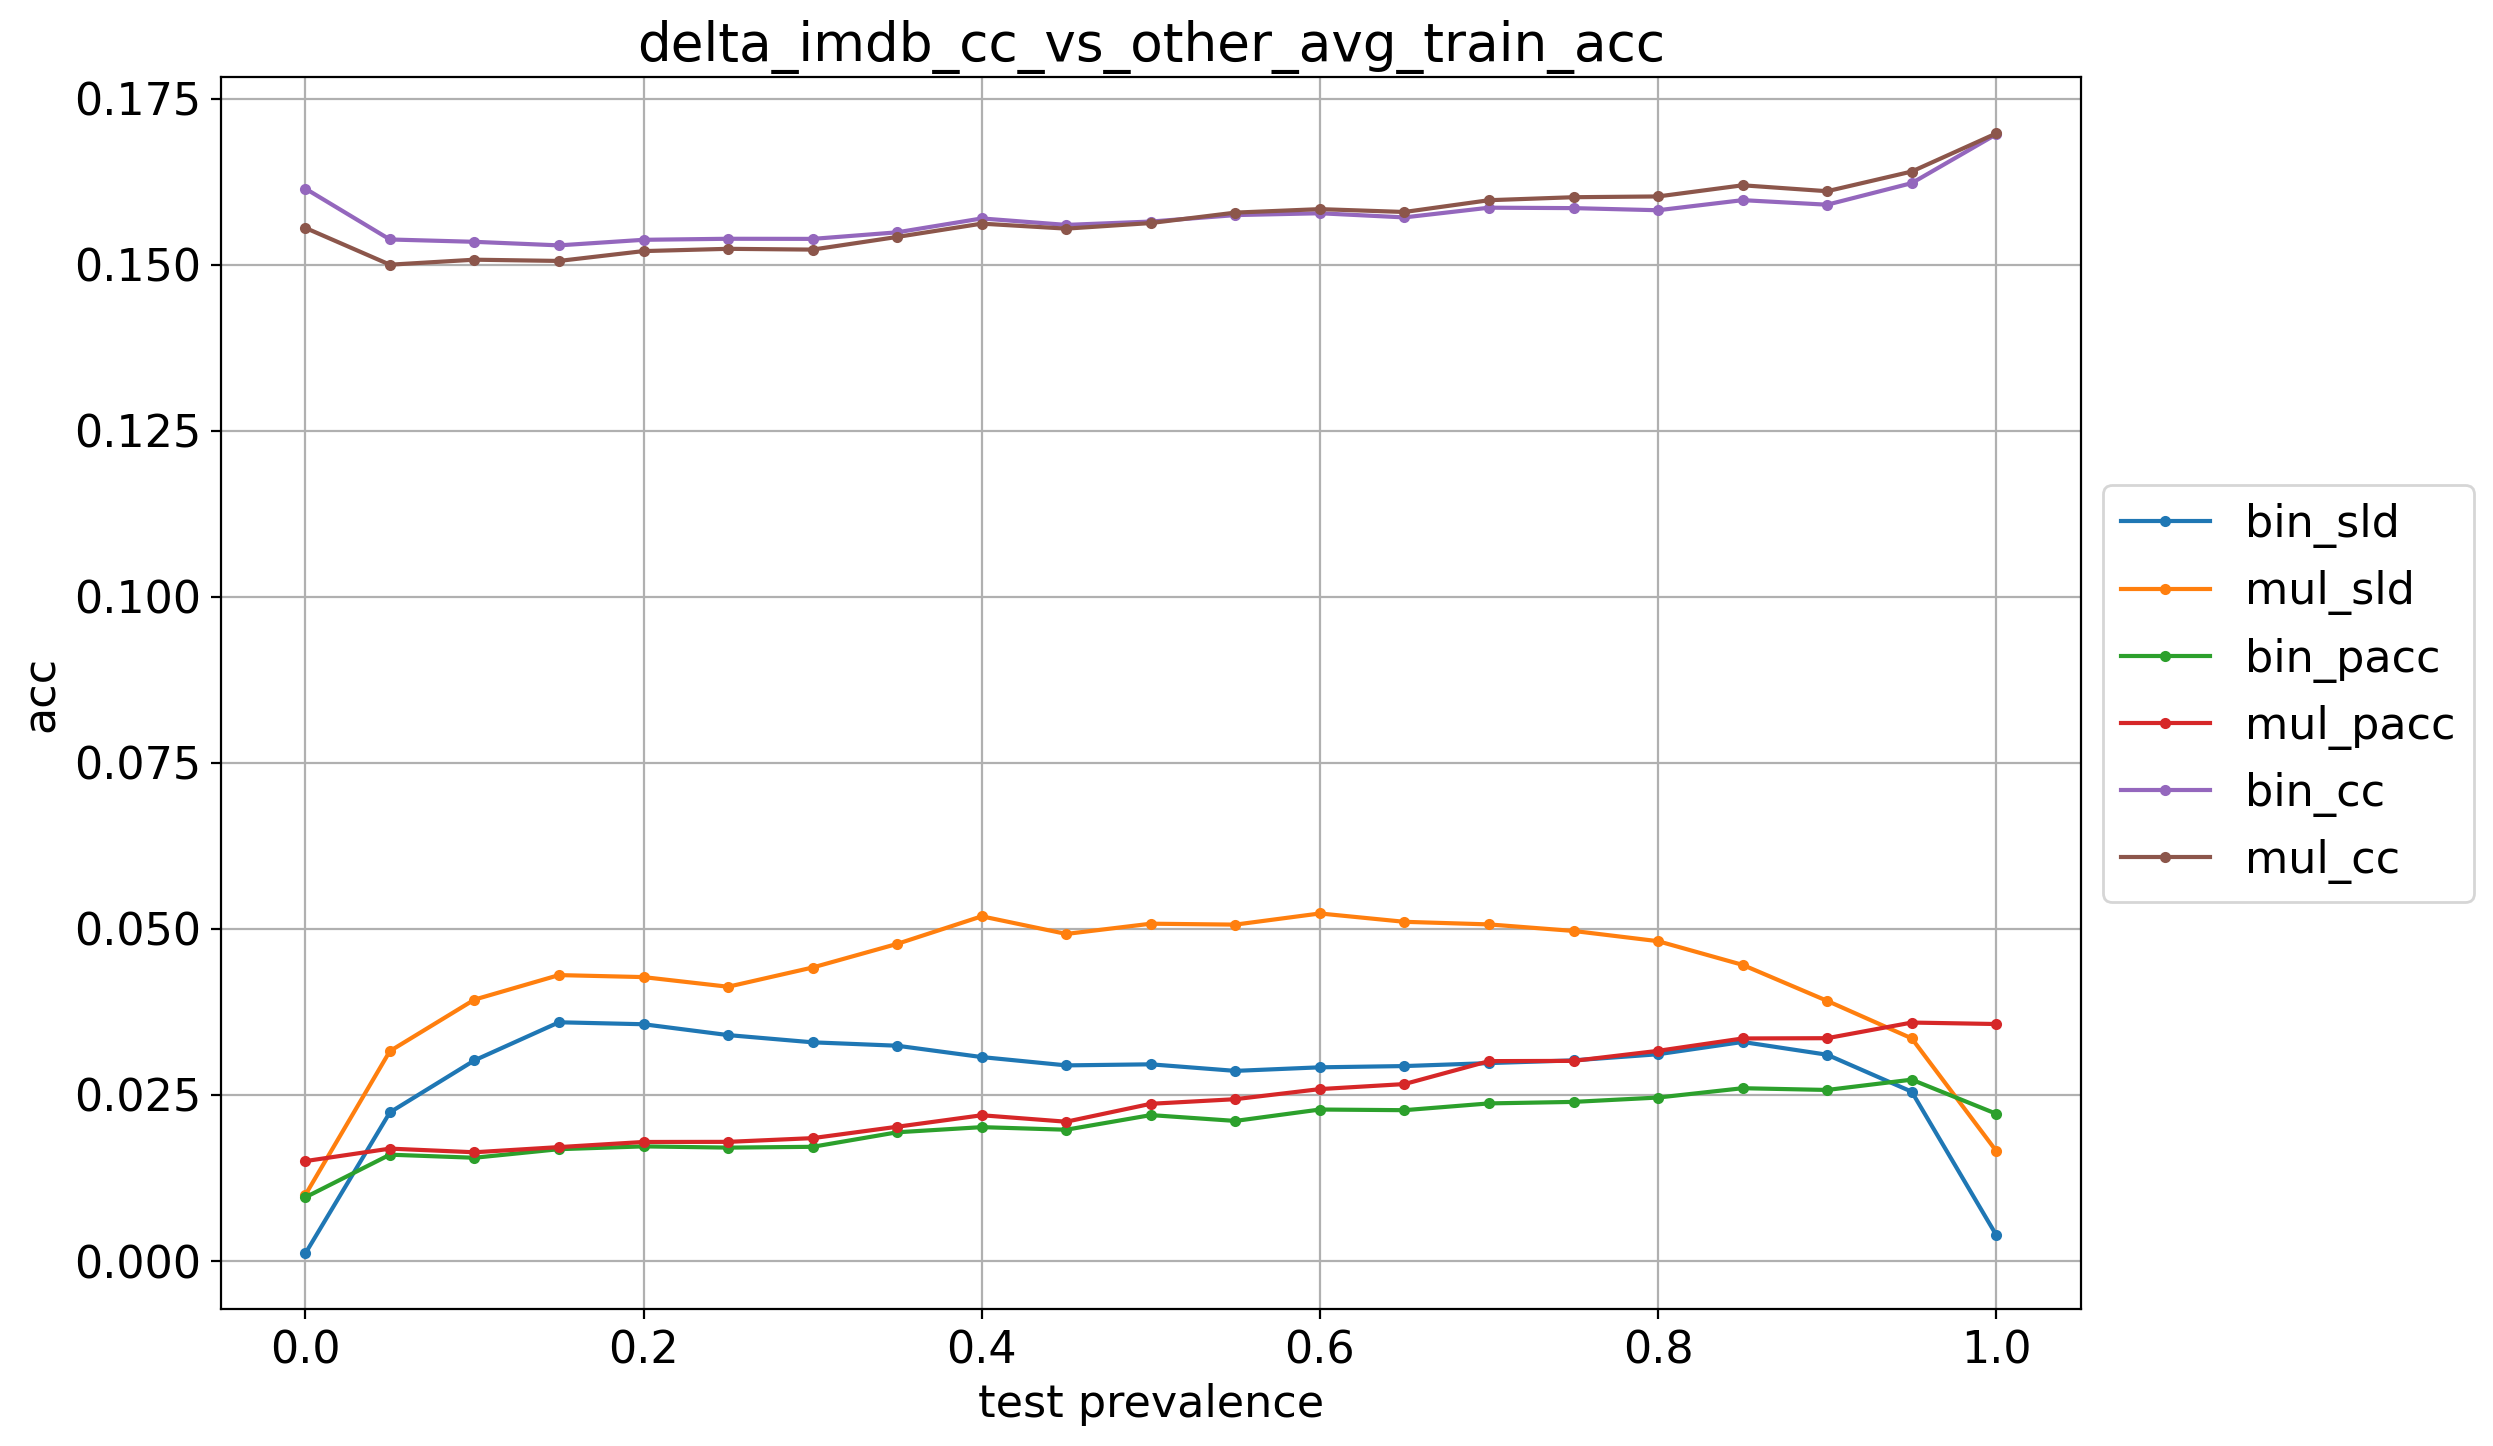 delta_imdb_cc_vs_other_avg_train_acc
0.175
0.150
0.125
0.100
0.075
0.050
0.025
0.000
acc
0.0 0.2 0.4 0.6 0.8 1.0
test prevalence
bin_sld
mul_sld
bin_pacc
mul_pacc
bin_cc
mul_cc